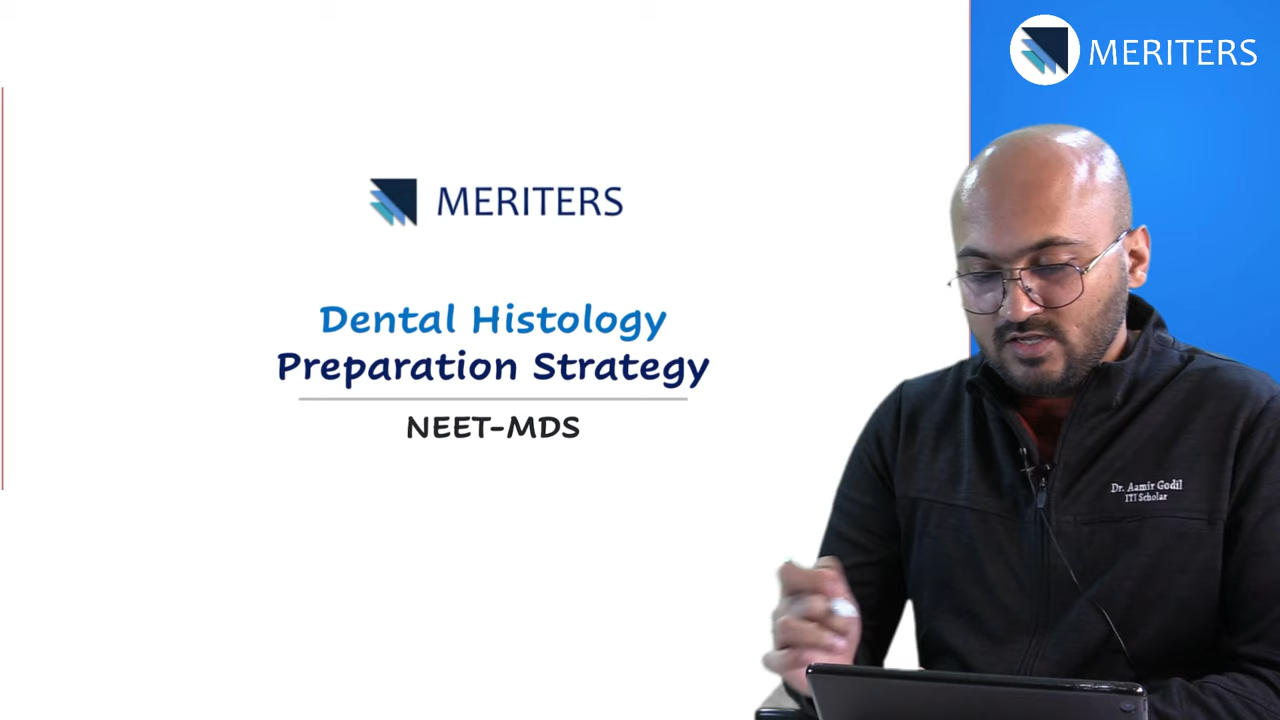 MERITERS
MERITERS
Dental Histology
Preparation Strategy
NEET-MDS
Dr. Aamir Godil
ITI Scholar